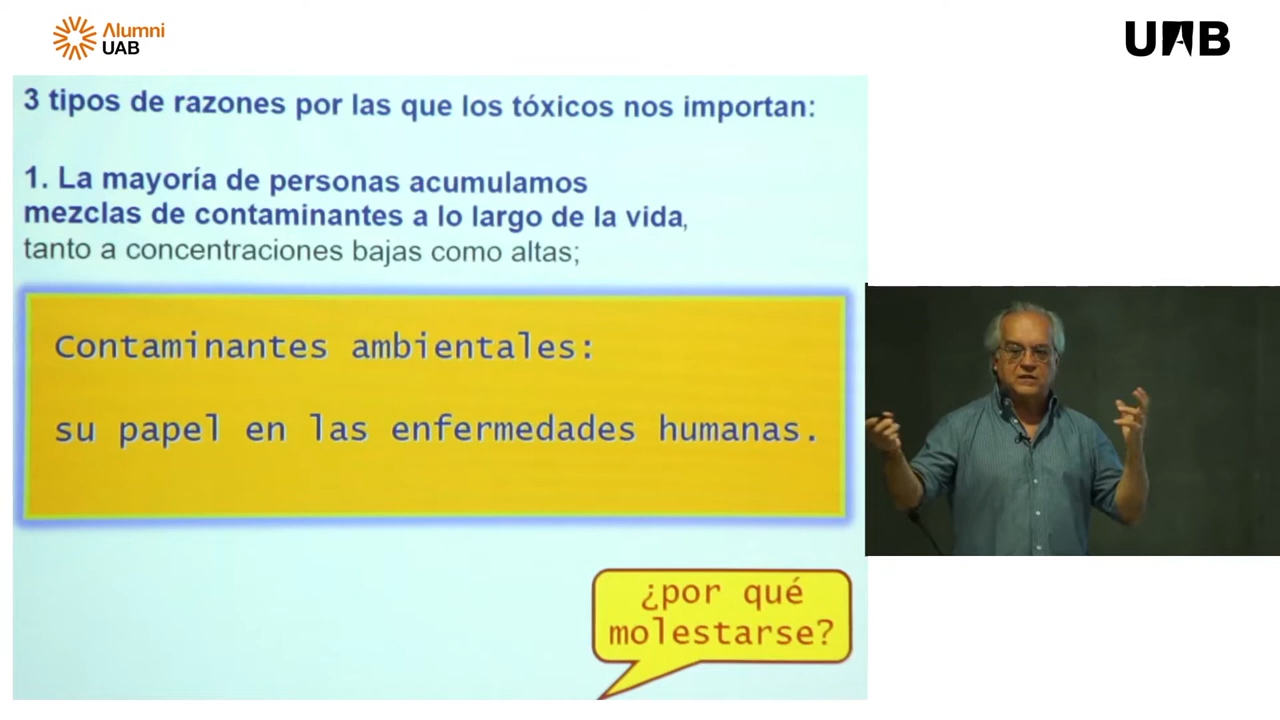 Alumni
UAB
UAB
3 tipos de razones por las que los tóxicos nos importan:
1. La mayoría de personas acumulamos
mezclas de contaminantes a lo largo de la vida,
tanto a concentraciones bajas como altas;
Contaminantes ambientales:
su papel en las enfermedades humanas.
¿por qué
molestarse?